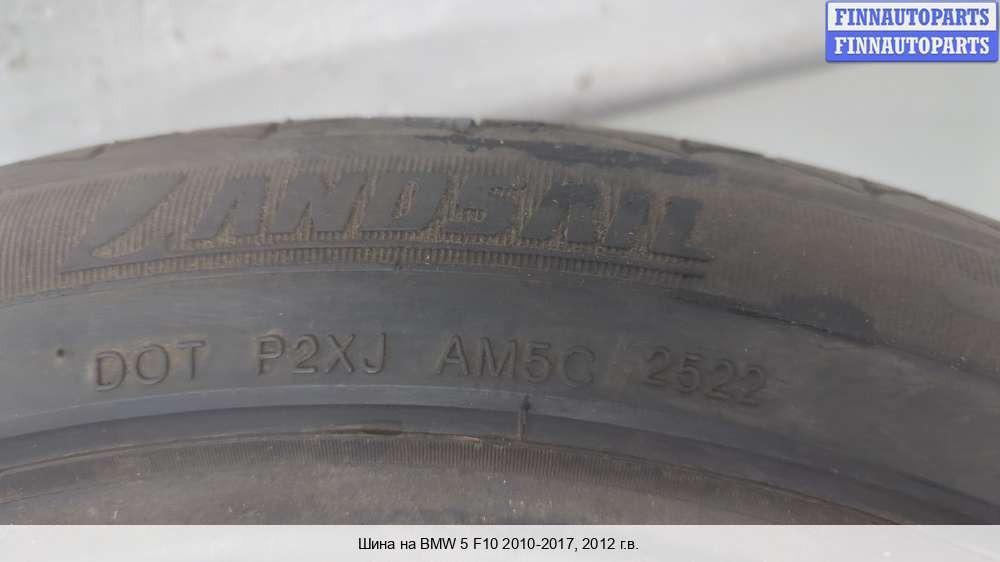 FINNAUTOPARTS
FINNAUTOPARTS
LANDSAIL
DOT P2XJ AM5C 2522
Шина на BMW 5 F10 2010-2017, 2012 г.в.